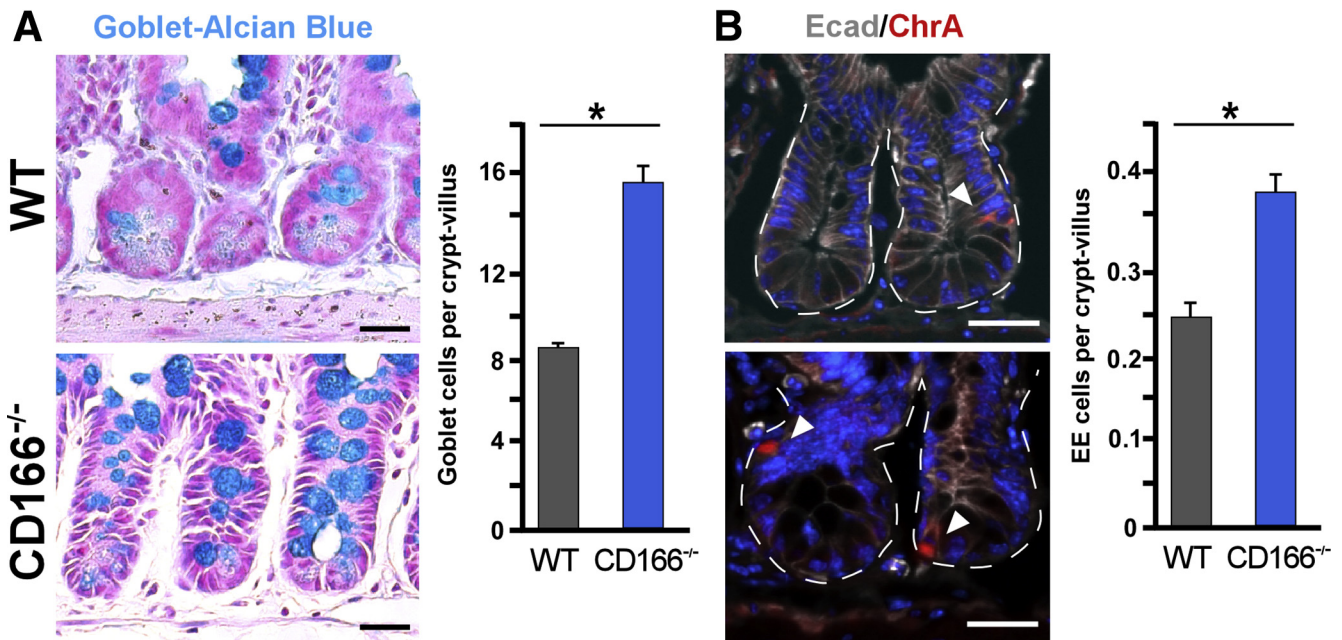 A
Goblet-Alcian Blue
WT
CD166-/-
Goblet cells per crypt-villus
16
12
8
4
0
*
WT
CD166-/-
B
Ecad/ChrA
EE cells per crypt-villus
0.4
0.3
0.2
0.1
0
*
WT
CD166-/-